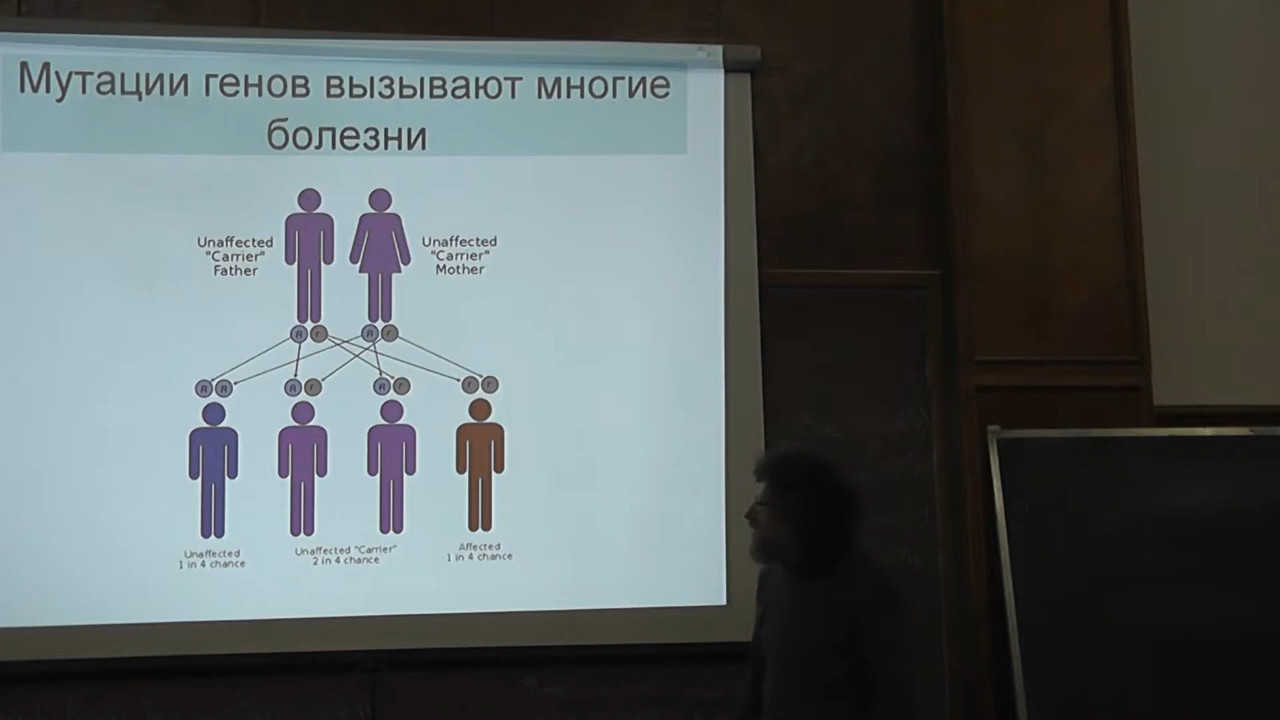 Мутации генов вызывают многие
болезни
Unaffected
"Carrier"
Father
Unaffected
"Carrier"
Mother
R r R r
R R R r R r r r
Unaffected
1 in 4 chance
Unaffected "Carrier"
2 in 4 chance
Affected
1 in 4 chance